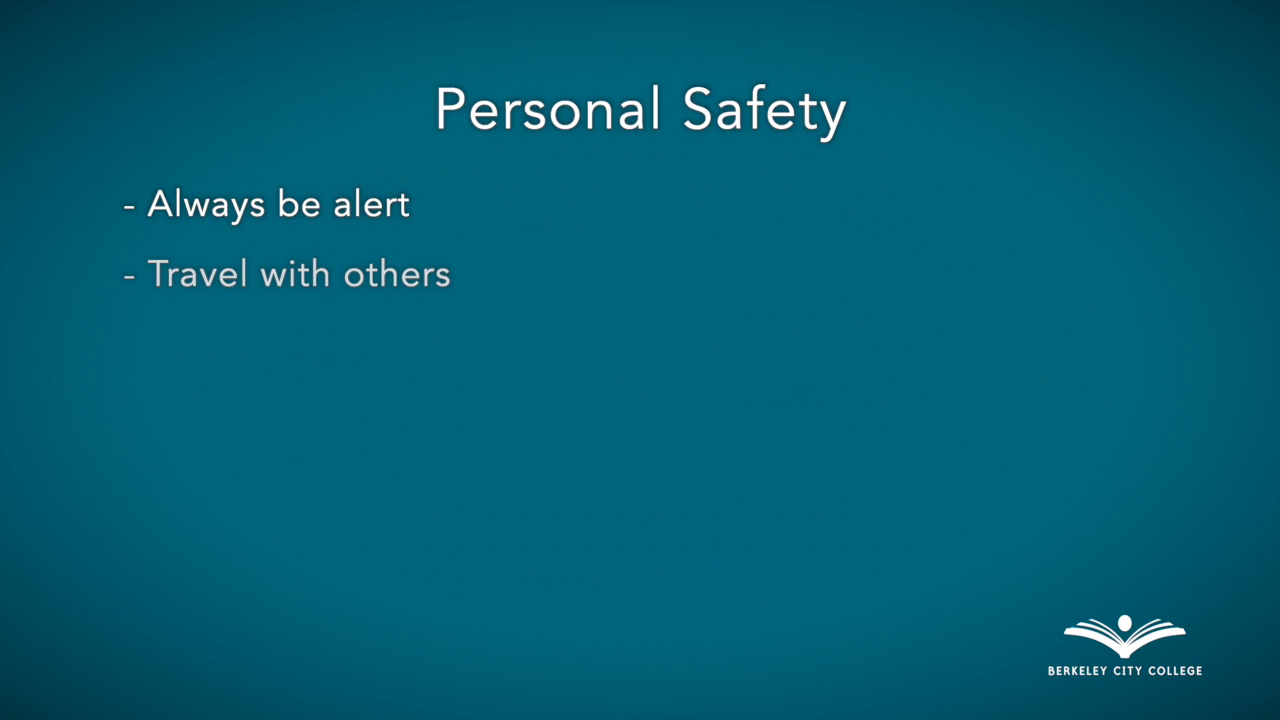 Personal Safety
- Always be alert
- Travel with others
BERKELEY CITY COLLEGE